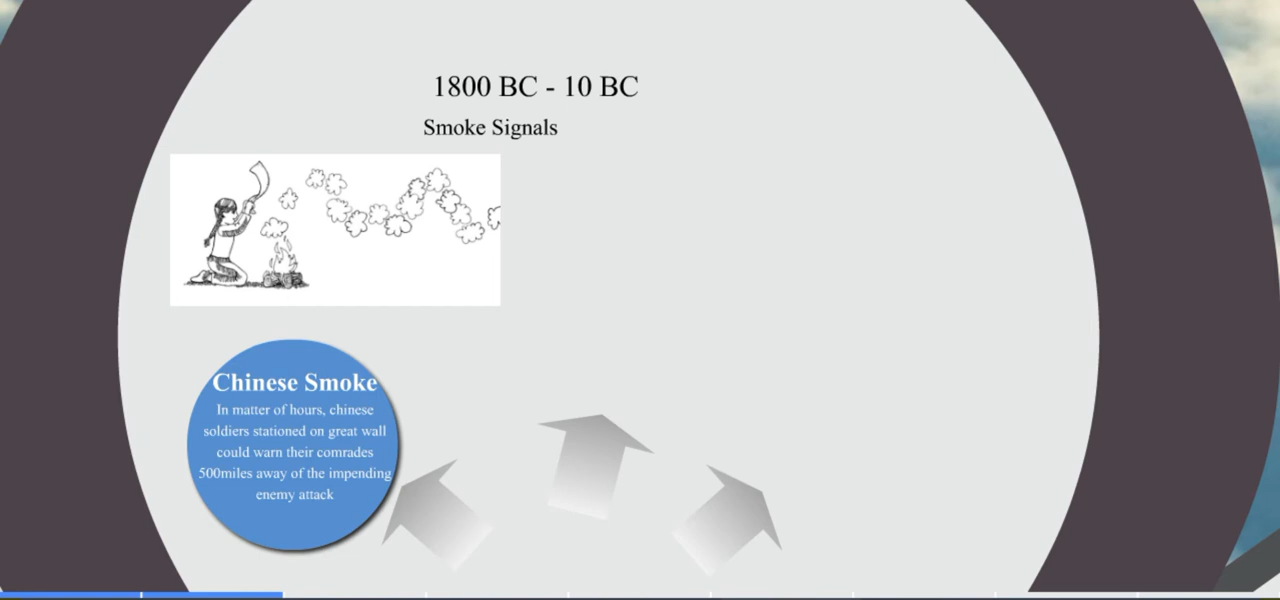 1800 BC - 10 BC
Smoke Signals
Chinese Smoke
In matter of hours, chinese
soldiers stationed on great wall
could warn their comrades
500miles away of the impending
enemy attack